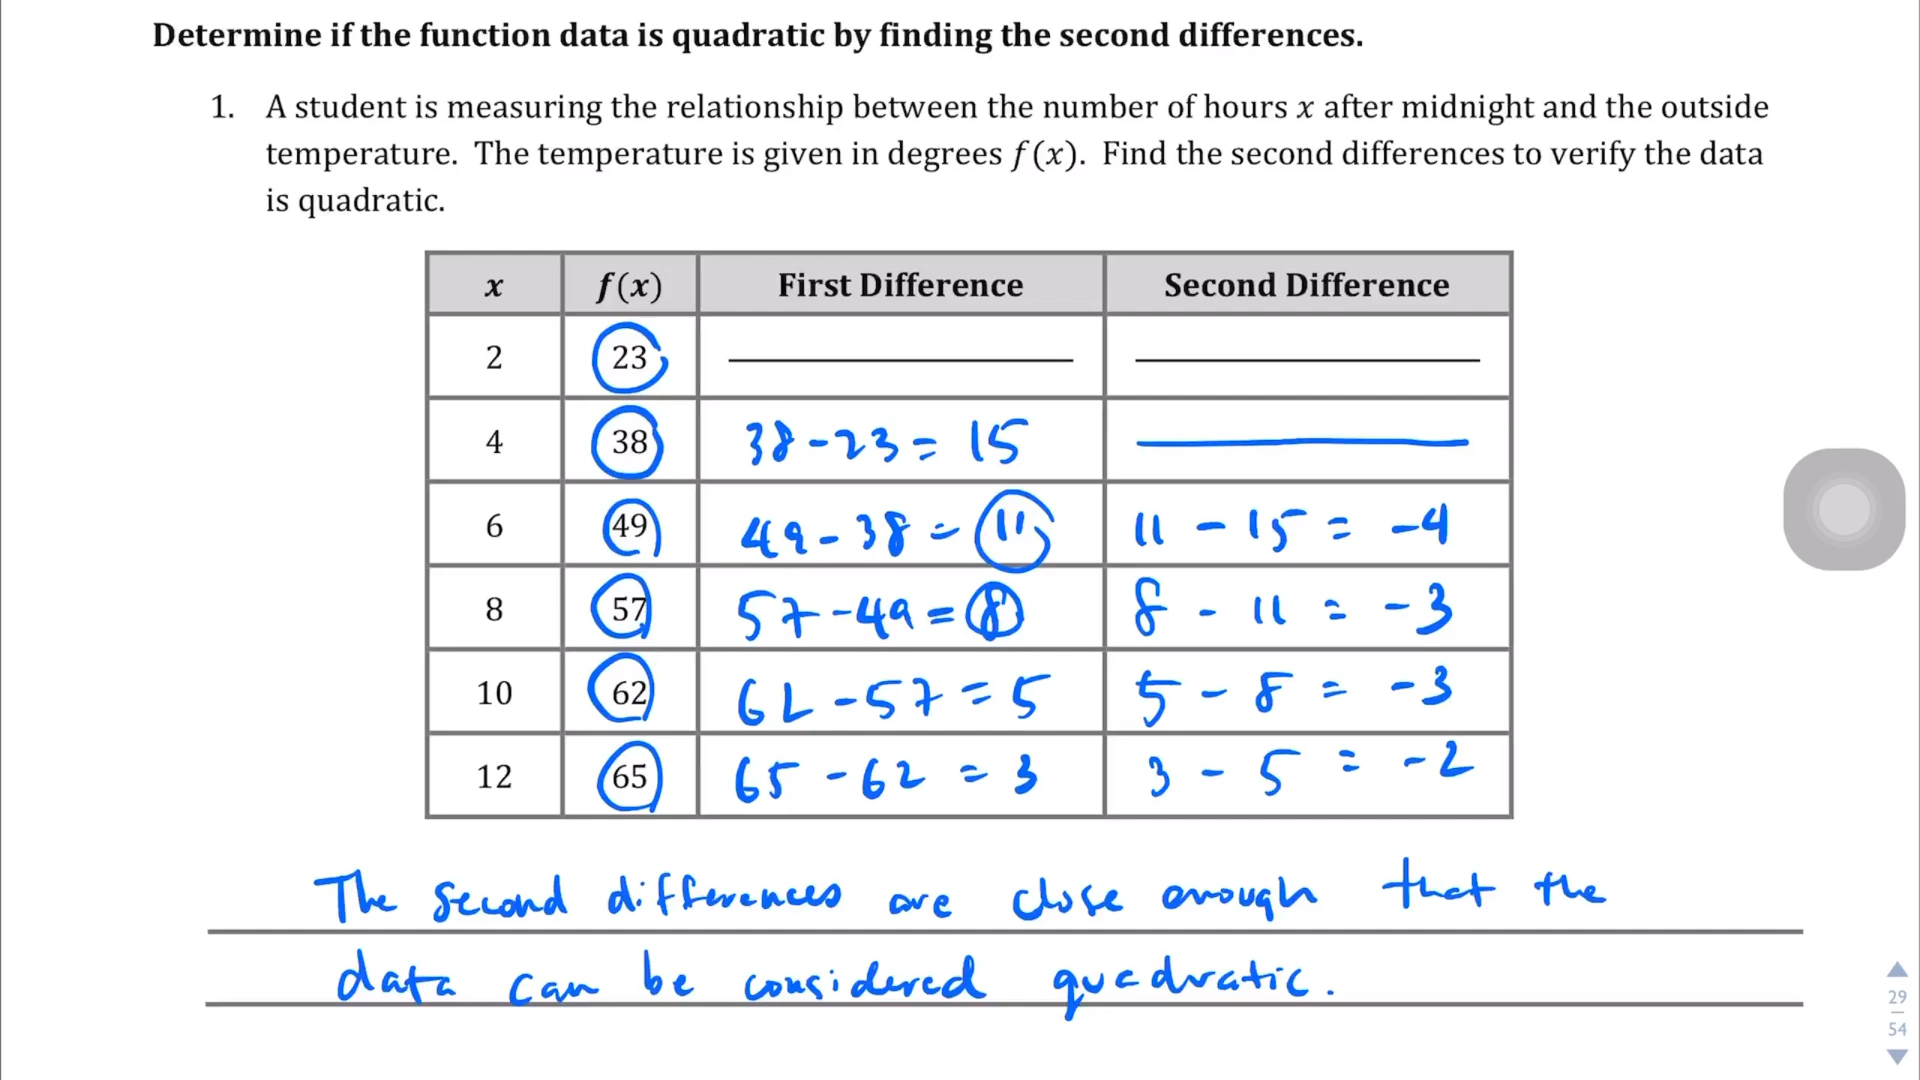 Determine if the function data is quadratic by finding the second differences.
1. A student is measuring the relationship between the number of hours x after midnight and the outside
temperature. The temperature is given in degrees f(x). Find the second differences to verify the data
is quadratic.
x f(x) First Difference Second Difference
2 23
4 38 38-23= 15
6 49 49-38= 11 11 - 15 = -4
8 57 57-49= 8 8 - 11 = -3
10 62 62-57=5 5 - 8 = -3
12 65 65-62 = 3 3 - 5 = -2
The second differences are close enough that the
data can be considered quadratic.
29
54